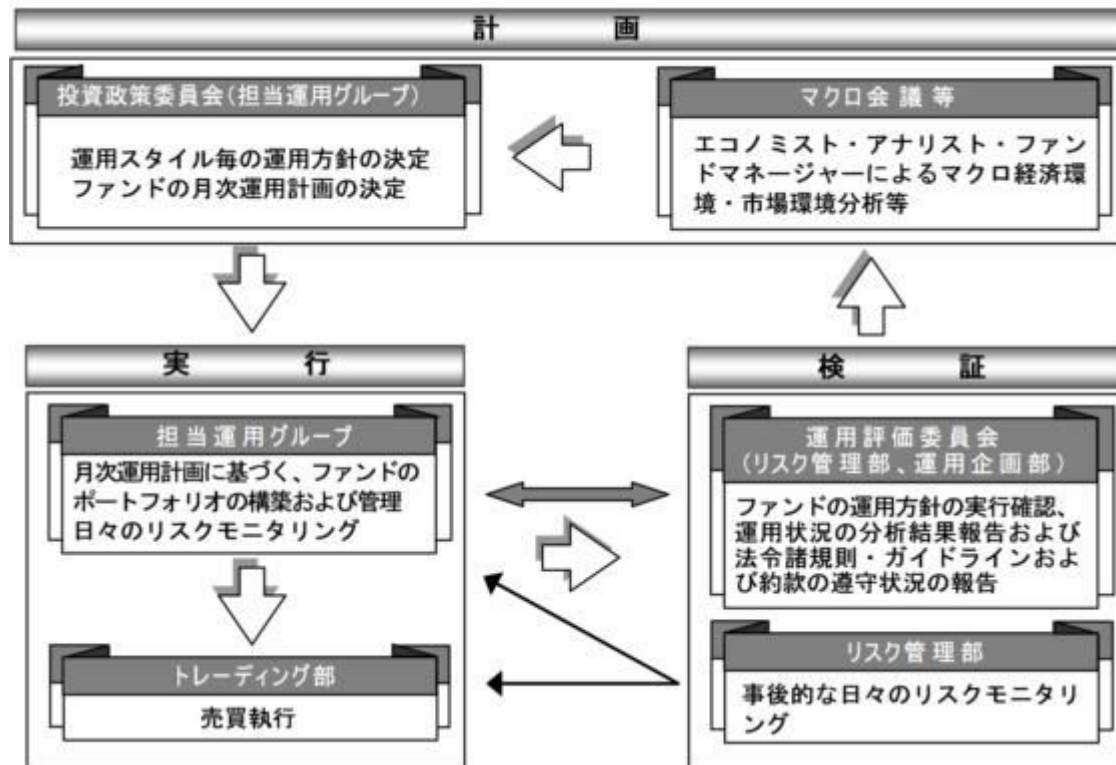 計画
投資政策委員会(担当運用グループ)
運用スタイル毎の運用方針の決定
ファンドの月次運用計画の決定
マクロ会議等
エコノミスト・アナリスト・ファン
ドマネージャーによるマクロ経済環
境・市場環境分析等
実行
担当運用グループ
月次運用計画に基づく、ファンドの
ポートフォリオの構築および管理
日々のリスクモニタリング
トレーディング部
売買執行
検証
運用評価委員会
(リスク管理部、運用企画部)
ファンドの運用方針の実行確認、
運用状況の分析結果報告および
法令諸規則・ガイドラインおよ
び約款の遵守状況の報告
リスク管理部
事後的な日々のリスクモニタリ
ング